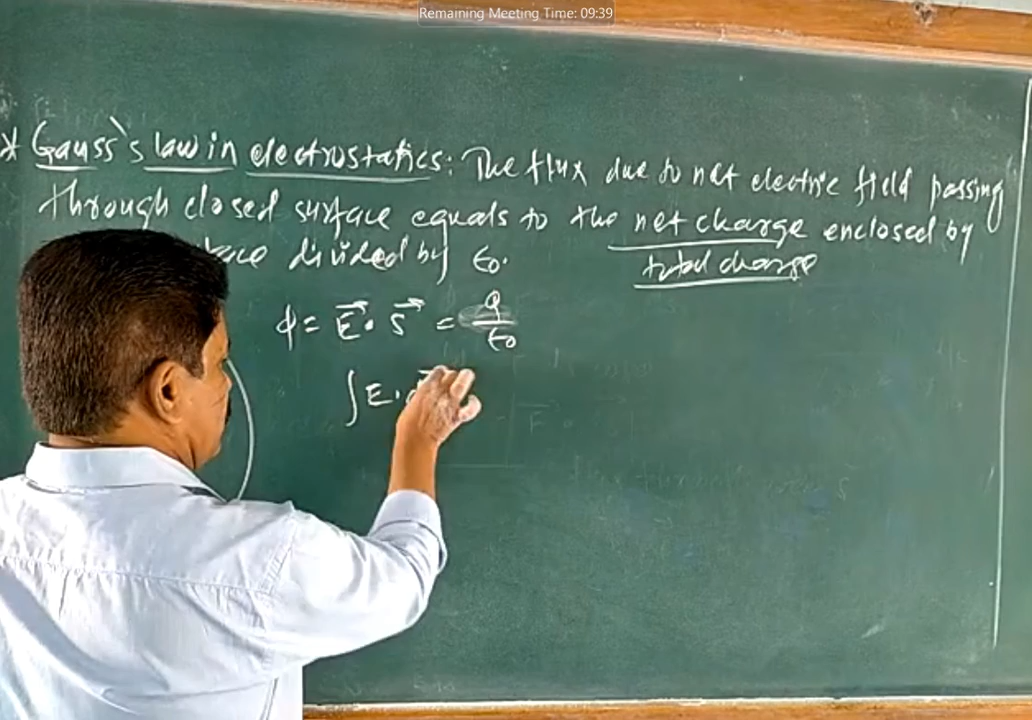 Remaining Meeting Time: 09:39
* Gauss's law in electrostatics: The flux due to net electric field passing
through closed surface equals to the net charge enclosed by
divided by ε0.
total charge
ϕ = E⃗ · S⃗ = Q/ε0
∫ E ·